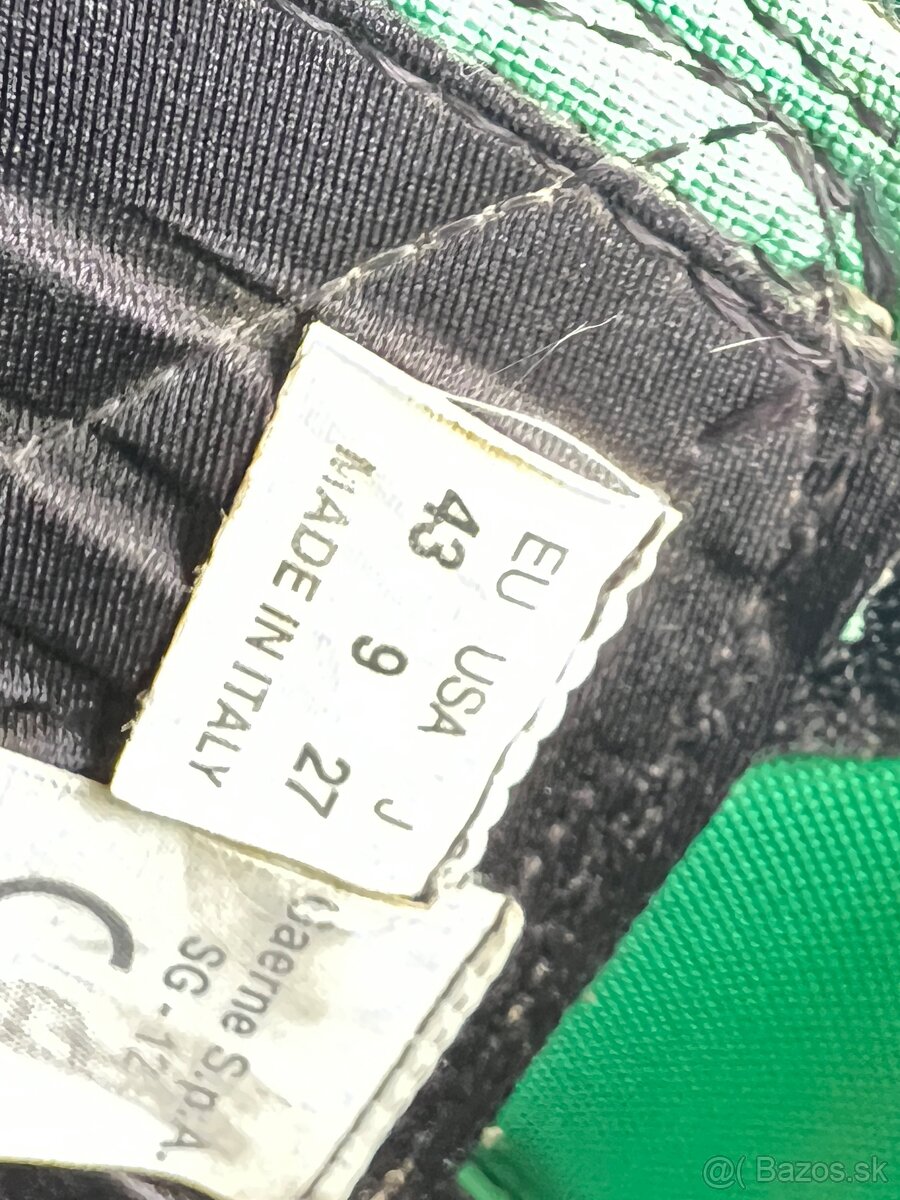 EU USA J
43 9 27
MADE IN ITALY
Gaerne S.p.A.
SG - 12
@( Bazos.sk